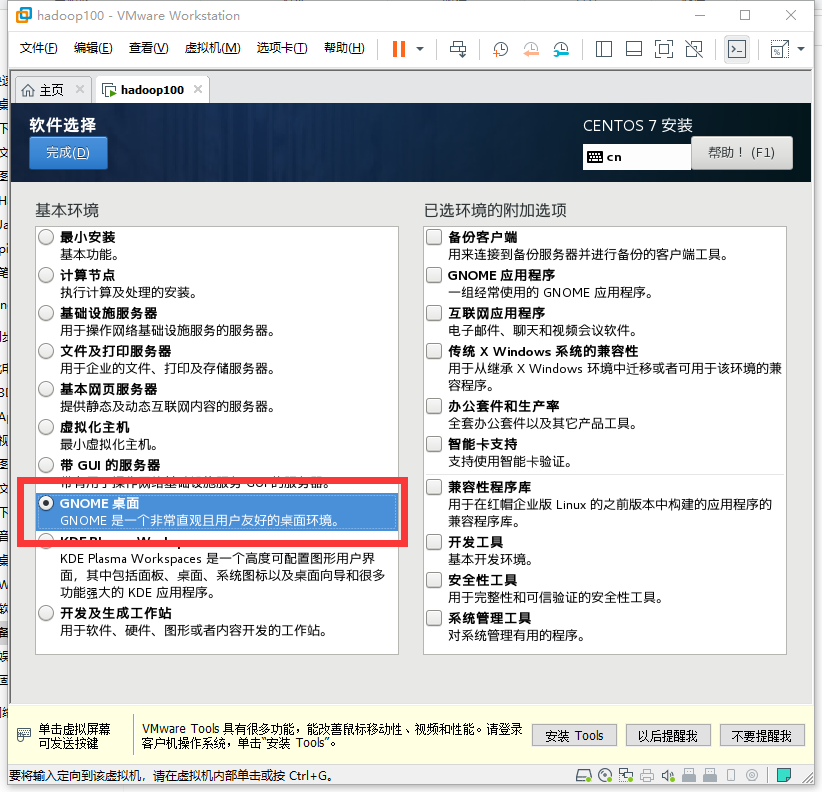 hadoop100 - VMware Workstation
文件(F) 编辑(E) 查看(V) 虚拟机(M) 选项卡(T) 帮助(H)
主页 hadoop100
软件选择
完成(D)
CENTOS 7 安装
cn
帮助！ (F1)
基本环境
最小安装
基本功能。
计算节点
执行计算及处理的安装。
基础设施服务器
用于操作网络基础设施服务的服务器。
文件及打印服务器
用于企业的文件、打印及存储服务器。
基本网页服务器
提供静态及动态互联网内容的服务器。
虚拟化主机
最小虚拟化主机。
带 GUI 的服务器
带有用于操作网络基础设施服务 GUI 的服务器。
GNOME 桌面
GNOME 是一个非常直观且用户友好的桌面环境。
KDE Plasma Workspaces 是一个高度可配置图形用户界
面，其中包括面板、桌面、系统图标以及桌面向导和很多
功能强大的 KDE 应用程序。
开发及生成工作站
用于软件、硬件、图形或者内容开发的工作站。
已选环境的附加选项
备份客户端
用来连接到备份服务器并进行备份的客户端工具。
GNOME 应用程序
一组经常使用的 GNOME 应用程序。
互联网应用程序
电子邮件、聊天和视频会议软件。
传统 X Windows 系统的兼容性
用于从继承 X Windows 环境中迁移或者可用于该环境的兼
容程序。
办公套件和生产率
全套办公套件以及其它产品工具。
智能卡支持
支持使用智能卡验证。
兼容性程序库
用于在红帽企业版 Linux 的之前版本中构建的应用程序的
兼容程序库。
开发工具
基本开发环境。
安全性工具
用于完整性和可信验证的安全性工具。
系统管理工具
对系统管理有用的程序。
单击虚拟屏幕
可发送按键
VMware Tools 具有很多功能，能改善鼠标移动性、视频和性能。请登录
客户机操作系统，单击“安装 Tools”。
安装 Tools
以后提醒我
不要提醒我
要将输入定向到该虚拟机，请在虚拟机内部单击或按 Ctrl+G。